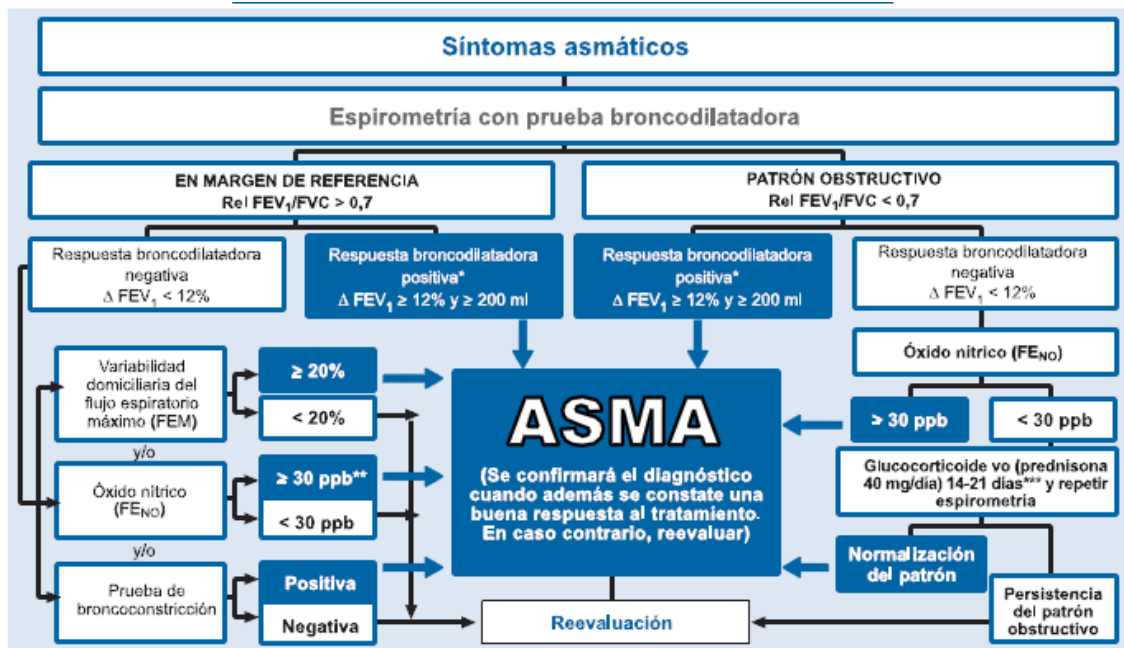 Síntomas asmáticos
Espirometría con prueba broncodilatadora
EN MARGEN DE REFERENCIA
Rel FEV₁/FVC > 0,7
PATRÓN OBSTRUCTIVO
Rel FEV₁/FVC < 0,7
Respuesta broncodilatadora
negativa
Δ FEV₁ < 12%
Respuesta broncodilatadora
positiva*
Δ FEV₁ ≥ 12% y ≥ 200 ml
Respuesta broncodilatadora
positiva*
Δ FEV₁ ≥ 12% y ≥ 200 ml
Respuesta broncodilatadora
negativa
Δ FEV₁ < 12%
Variabilidad
domiciliaria del
flujo espiratorio
máximo (FEM)
≥ 20%
< 20%
y/o
Óxido nítrico
(FE_NO)
≥ 30 ppb**
< 30 ppb
y/o
Prueba de
broncoconstricción
Positiva
Negativa
ASMA
(Se confirmará el diagnóstico
cuando además se constate una
buena respuesta al tratamiento.
En caso contrario, reevaluar)
Reevaluación
Óxido nítrico (FE_NO)
≥ 30 ppb
< 30 ppb
Glucocorticoide vo (prednisona
40 mg/día) 14-21 días*** y repetir
espirometría
Normalización
del patrón
Persistencia
del patrón
obstructivo